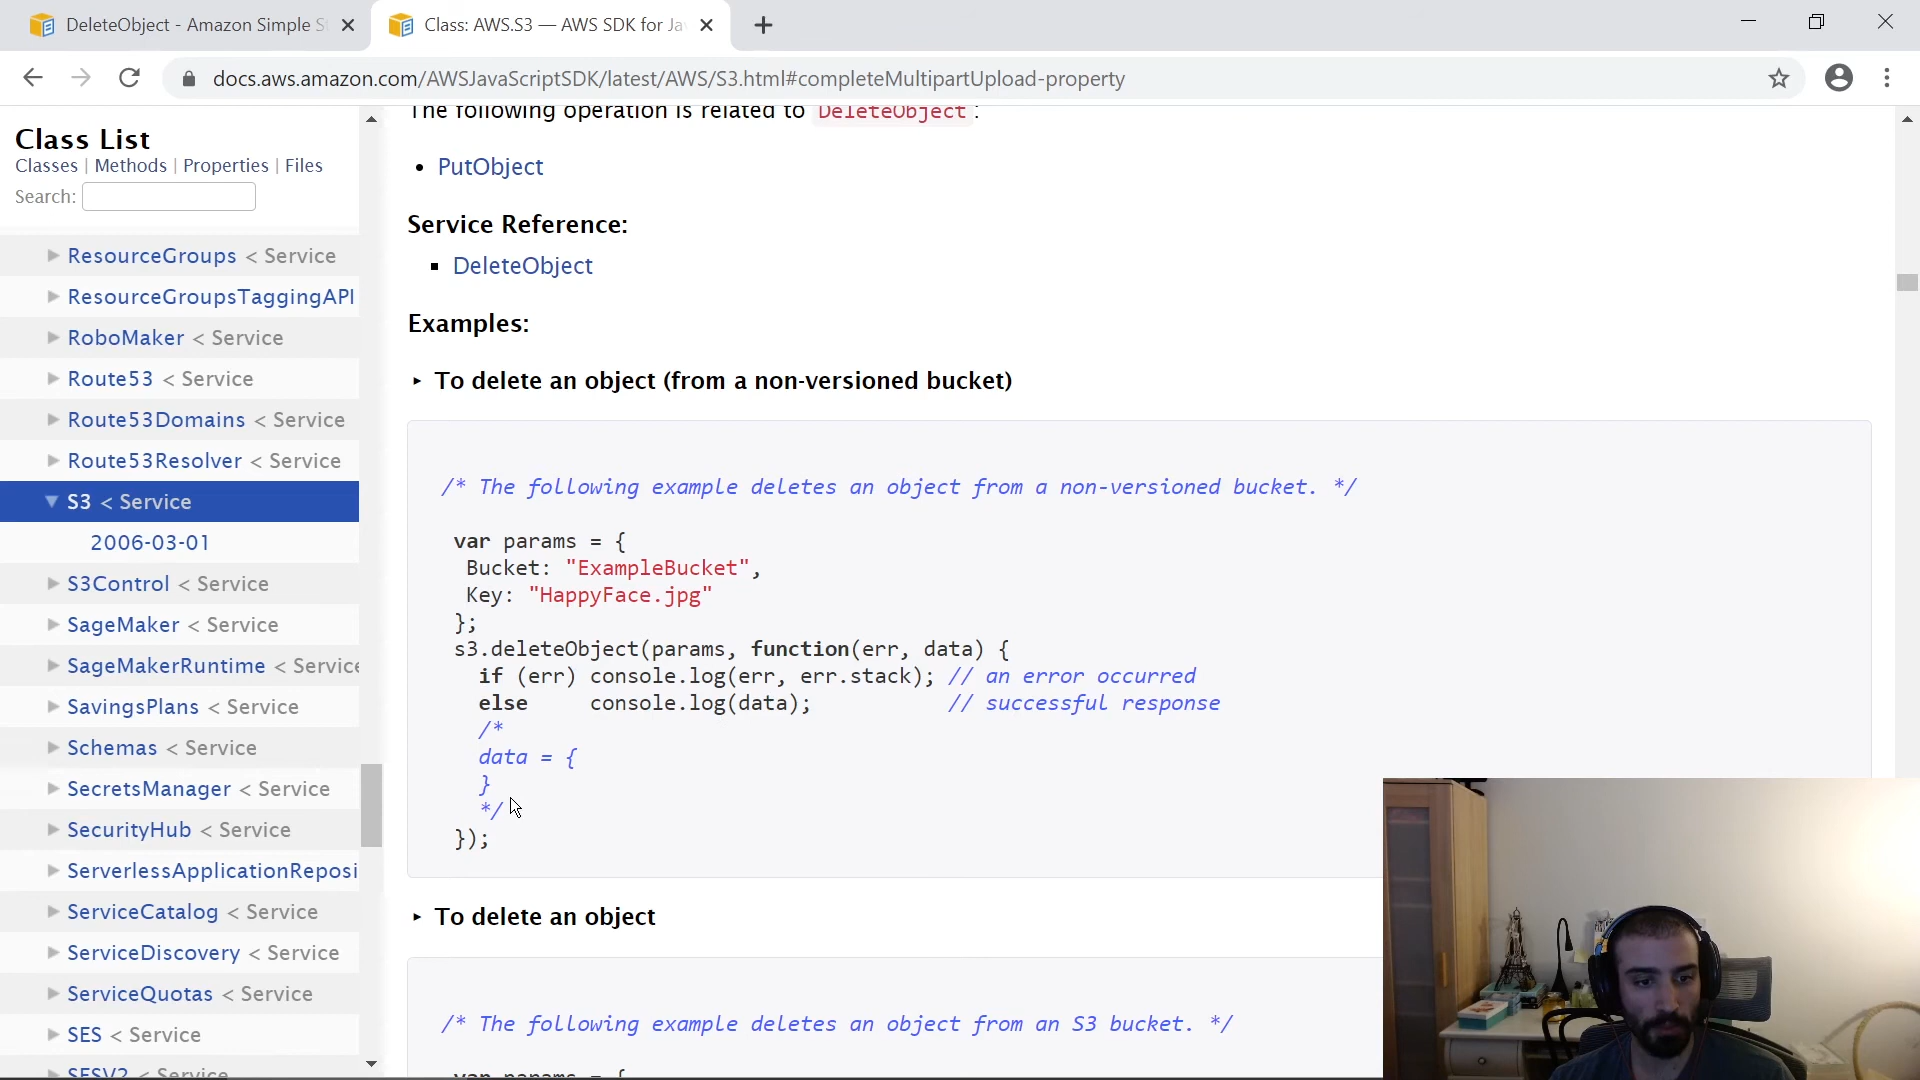 DeleteObject - Amazon Simple S
Class: AWS.S3 — AWS SDK for Ja
docs.aws.amazon.com/AWSJavaScriptSDK/latest/AWS/S3.html#completeMultipartUpload-property
Class List
Classes | Methods | Properties | Files
Search:
ResourceGroups < Service
ResourceGroupsTaggingAPI
RoboMaker < Service
Route53 < Service
Route53Domains < Service
Route53Resolver < Service
S3 < Service
2006-03-01
S3Control < Service
SageMaker < Service
SageMakerRuntime < Service
SavingsPlans < Service
Schemas < Service
SecretsManager < Service
SecurityHub < Service
ServerlessApplicationReposi
ServiceCatalog < Service
ServiceDiscovery < Service
ServiceQuotas < Service
SES < Service
SESV2 < Service
The following operation is related to DeleteObject:
• PutObject
Service Reference:
▪ DeleteObject
Examples:
▸ To delete an object (from a non-versioned bucket)
/* The following example deletes an object from a non-versioned bucket. */
var params = {
Bucket: "ExampleBucket",
Key: "HappyFace.jpg"
};
s3.deleteObject(params, function(err, data) {
if (err) console.log(err, err.stack); // an error occurred
else     console.log(data);           // successful response
/*
data = {
}
*/
});
▸ To delete an object
/* The following example deletes an object from an S3 bucket. */
var params = {